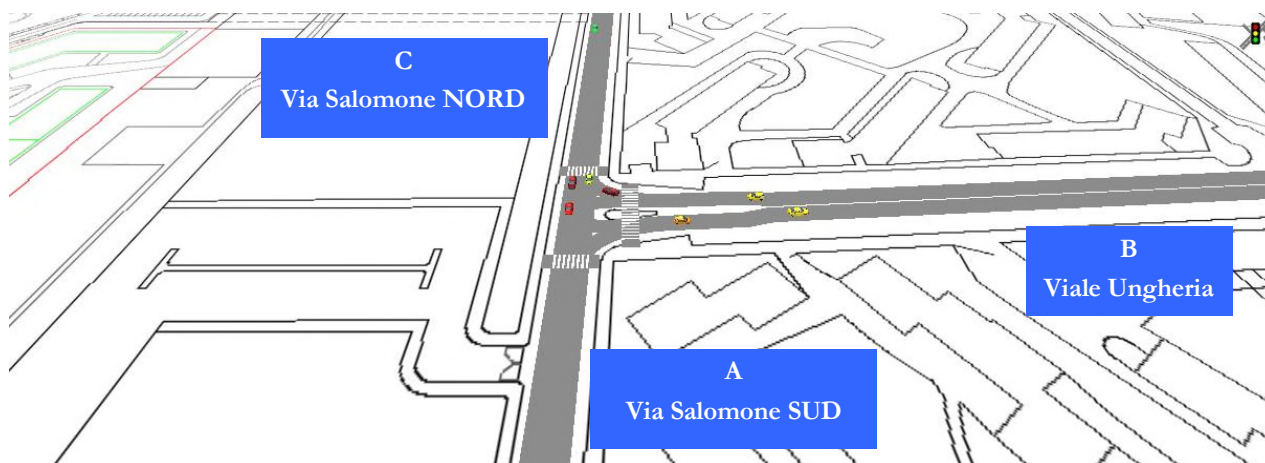 C
Via Salomone NORD
B
Viale Ungheria
A
Via Salomone SUD